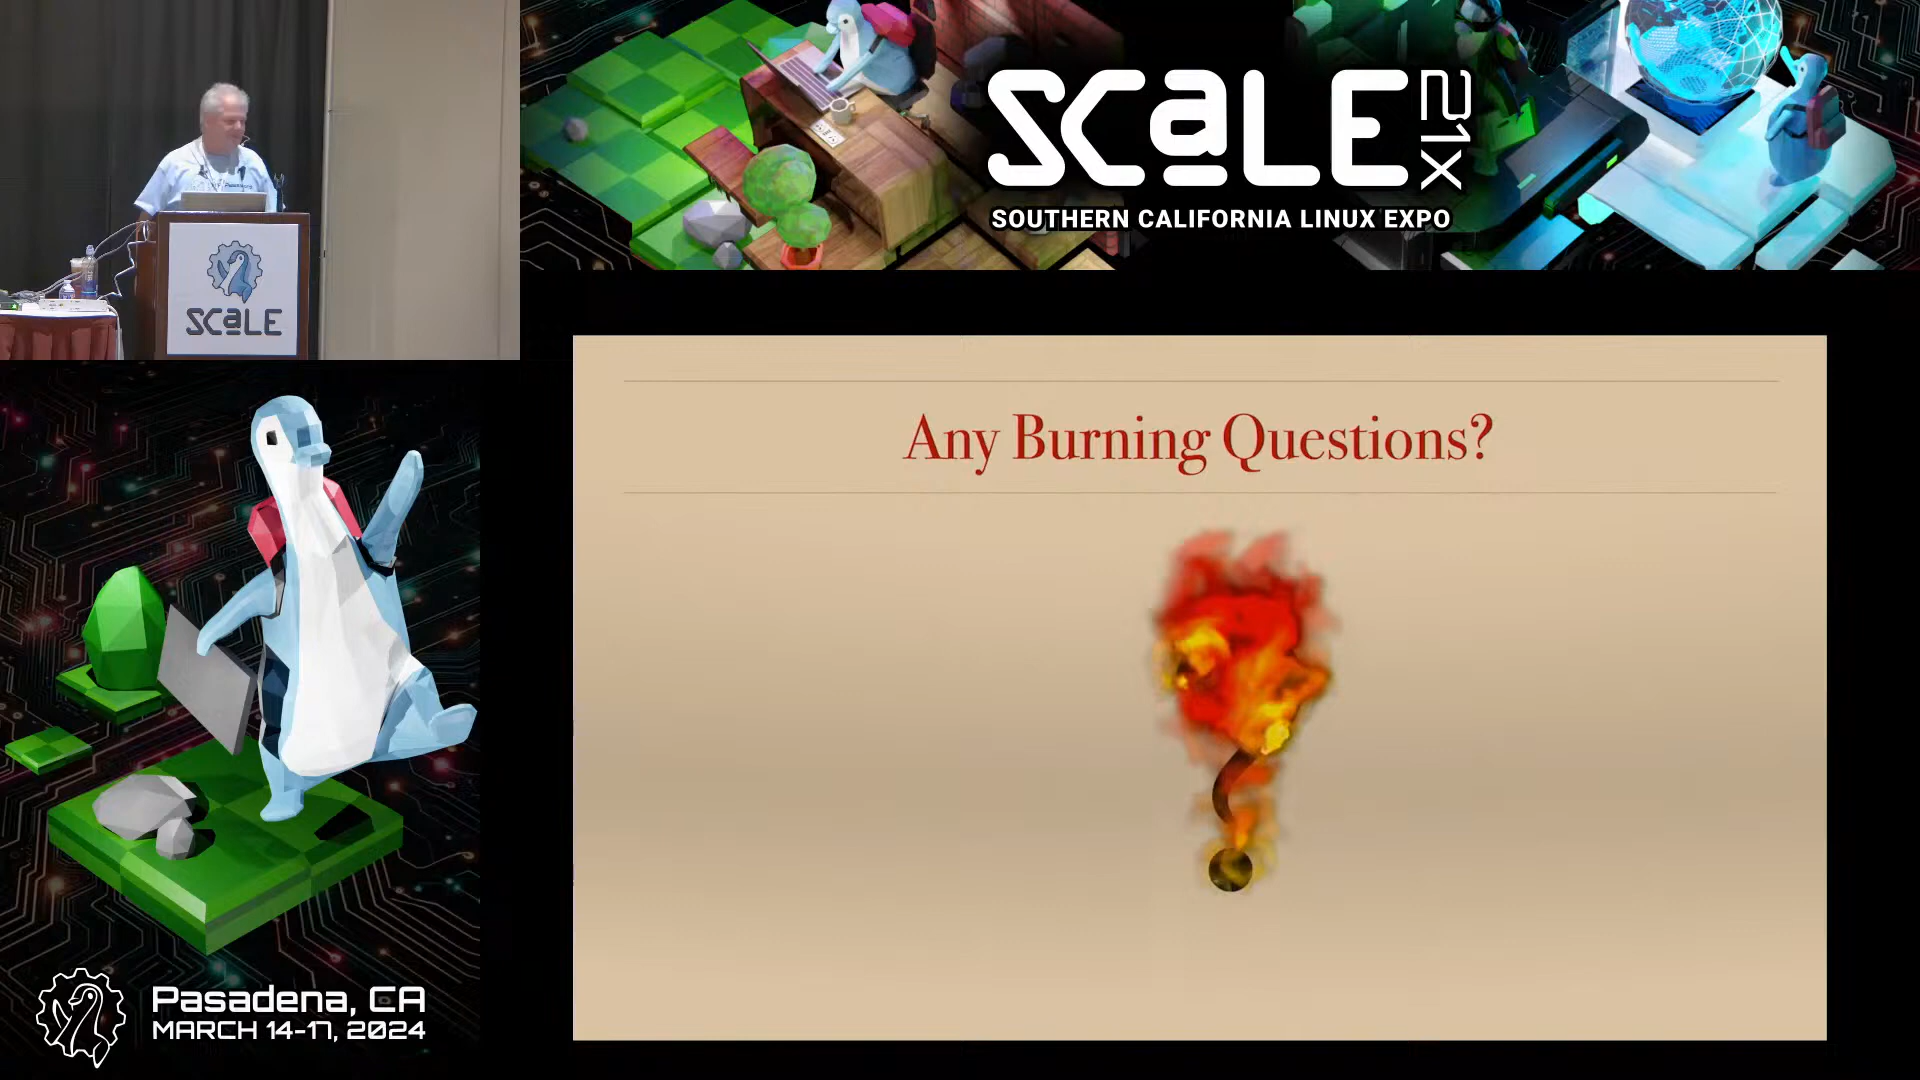 SCaLE 21X
SOUTHERN CALIFORNIA LINUX EXPO
SCaLE
Any Burning Questions?
Pasadena, CA
MARCH 14-17, 2024